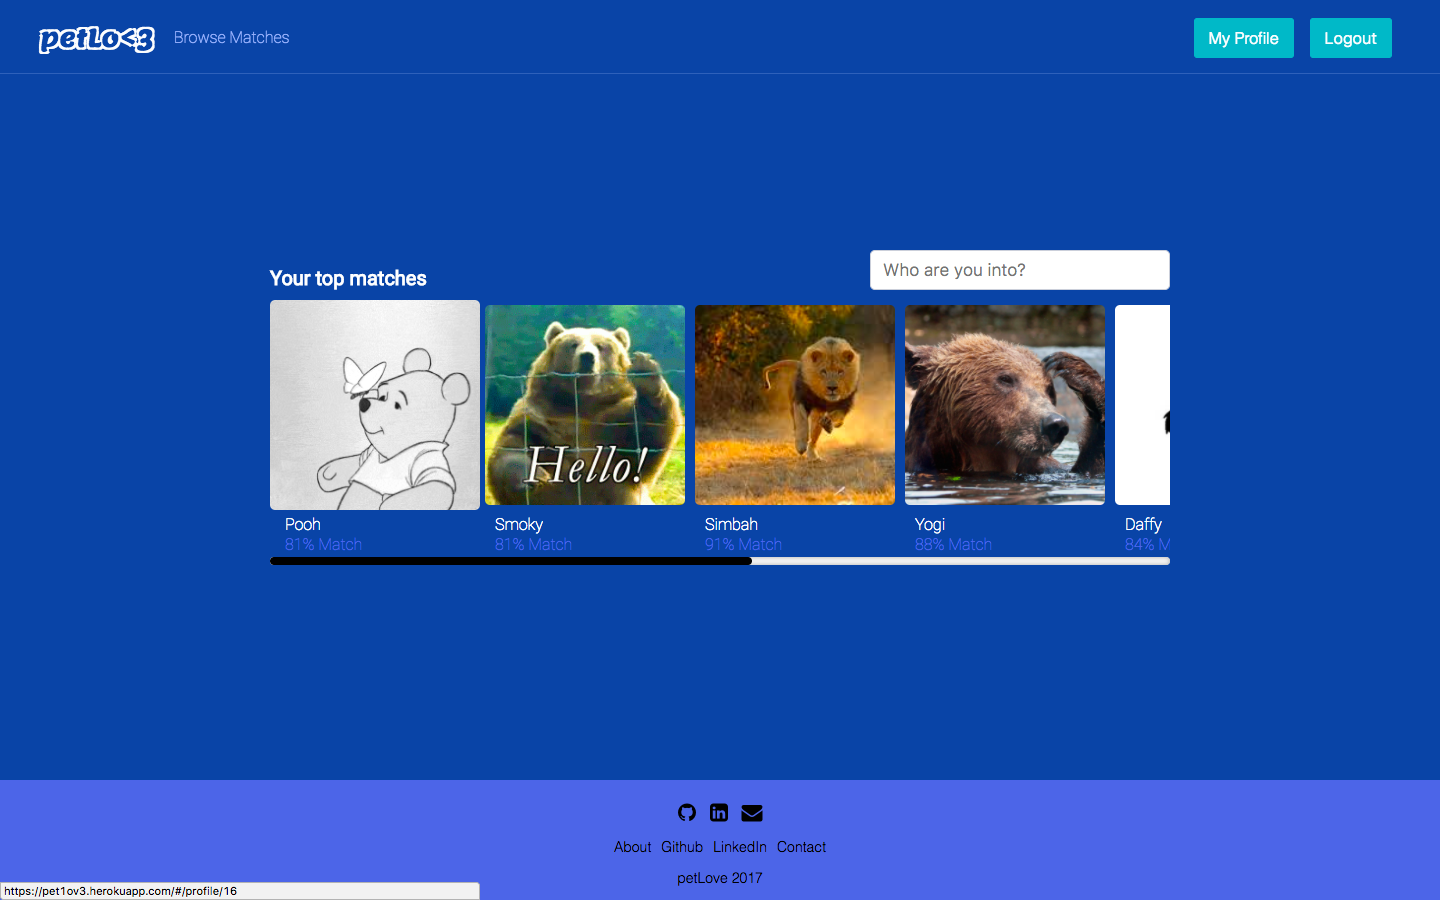 petLo<3
Browse Matches
My Profile
Logout
Your top matches
Who are you into?
Hello!
Pooh
81% Match
Smoky
81% Match
Simbah
91% Match
Yogi
88% Match
Daffy
84% M
in
About Github LinkedIn Contact
petLove 2017
https://pet1ov3.herokuapp.com/#/profile/16